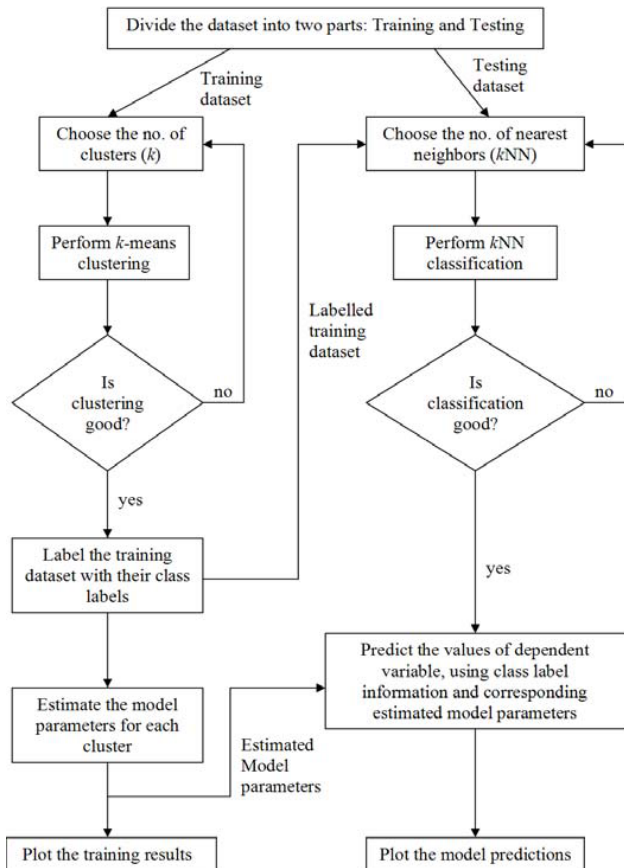 Divide the dataset into two parts: Training and Testing
Training
dataset
Testing
dataset
Choose the no. of
clusters (k)
Choose the no. of nearest
neighbors (kNN)
Perform k-means
clustering
Perform kNN
classification
Labelled
training
dataset
Is
clustering
good?
no
Is
classification
good?
no
yes
Label the training
dataset with their class
labels
yes
Predict the values of dependent
variable, using class label
information and corresponding
estimated model parameters
Estimate the model
parameters for each
cluster
Estimated
Model
parameters
Plot the training results
Plot the model predictions